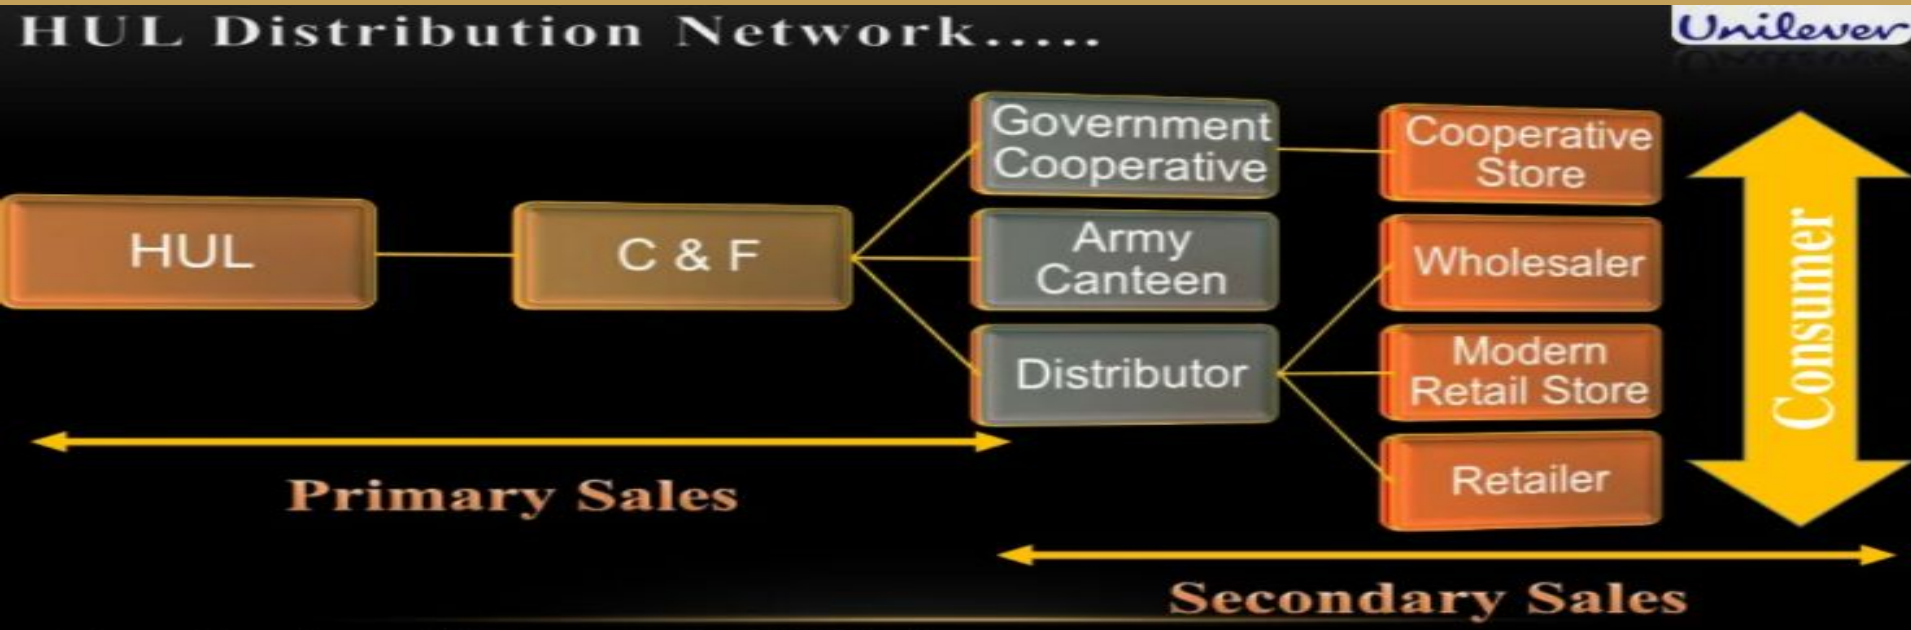 HUL Distribution Network.....
Unilever
HUL
C & F
Government
Cooperative
Army
Canteen
Distributor
Cooperative
Store
Wholesaler
Modern
Retail Store
Retailer
Consumer
Primary Sales
Secondary Sales